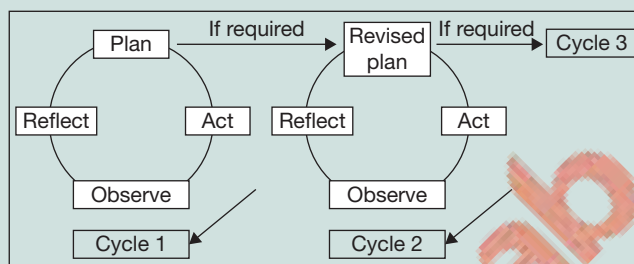 Plan
If required
Revised
plan
If required
Cycle 3
Reflect
Act
Reflect
Act
Observe
Observe
Cycle 1
Cycle 2